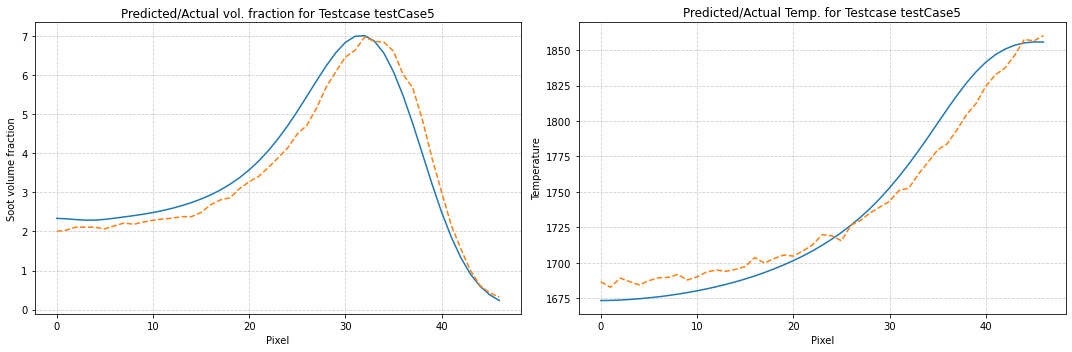 Predicted/Actual vol. fraction for Testcase testCase5
Soot volume fraction
7
6
5
4
3
2
1
0
0 10 20 30 40
Pixel
Predicted/Actual Temp. for Testcase testCase5
Temperature
1850
1825
1800
1775
1750
1725
1700
1675
0 10 20 30 40
Pixel